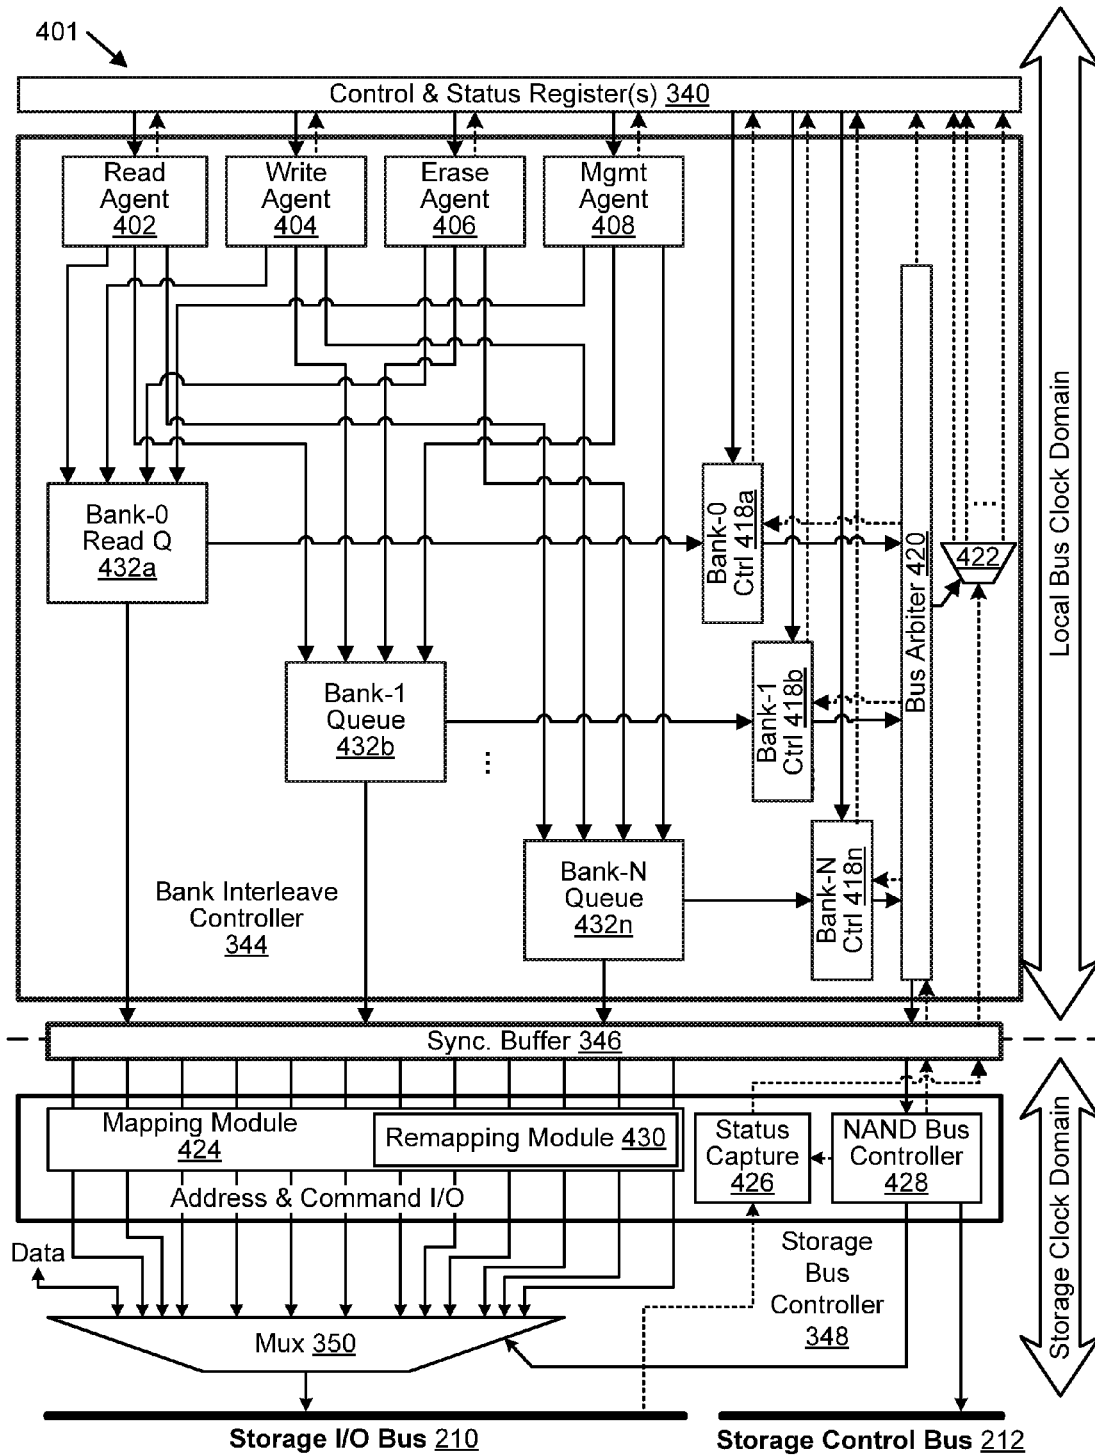 401
Control & Status Register(s) 340
Read
Agent
402
Write
Agent
404
Erase
Agent
406
Mgmt
Agent
408
Bank-0
Read Q
432a
Bank-0
Ctrl 418a
Bus Arbiter 420
...
422
Local Bus Clock Domain
Bank-1
Queue
432b
...
Bank-1
Ctrl 418b
Bank-N
Queue
432n
Bank-N
Ctrl 418n
Bank Interleave
Controller
344
Sync. Buffer 346
Mapping Module
424
Remapping Module 430
Status
Capture
426
NAND Bus
Controller
428
Address & Command I/O
Storage Clock Domain
Data
Storage
Bus
Controller
348
Mux 350
Storage I/O Bus 210
Storage Control Bus 212